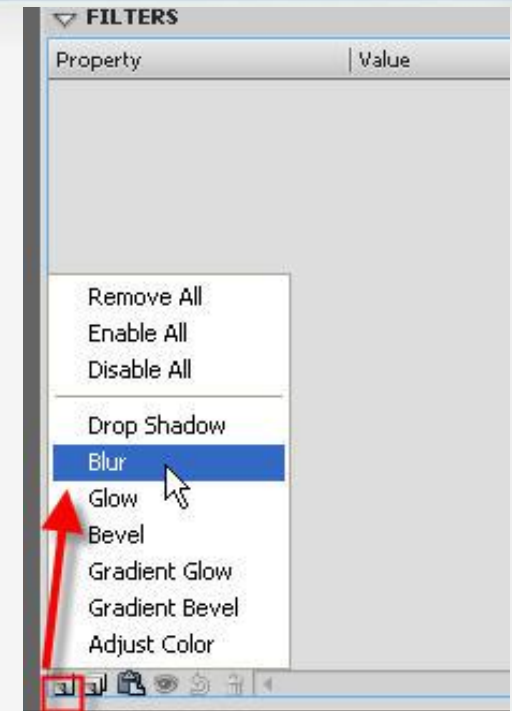 FILTERS
Property Value
Remove All
Enable All
Disable All
Drop Shadow
Blur
Glow
Bevel
Gradient Glow
Gradient Bevel
Adjust Color